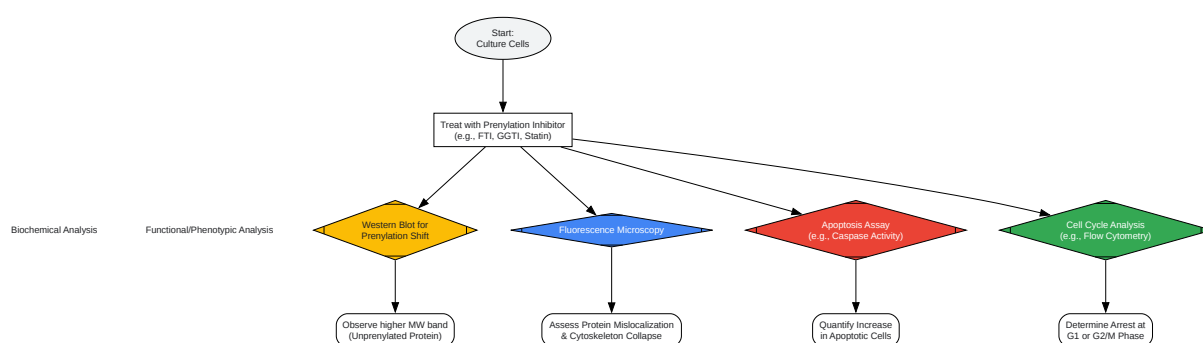 Start:
Culture Cells
Treat with Prenylation Inhibitor
(e.g., FTI, GGTI, Statin)
Biochemical Analysis
Functional/Phenotypic Analysis
Western Blot for
Prenylation Shift
Fluorescence Microscopy
Apoptosis Assay
(e.g., Caspase Activity)
Cell Cycle Analysis
(e.g., Flow Cytometry)
Observe higher MW band
(Unprenylated Protein)
Assess Protein Mislocalization
& Cytoskeleton Collapse
Quantify Increase
in Apoptotic Cells
Determine Arrest at
G1 or G2/M Phase